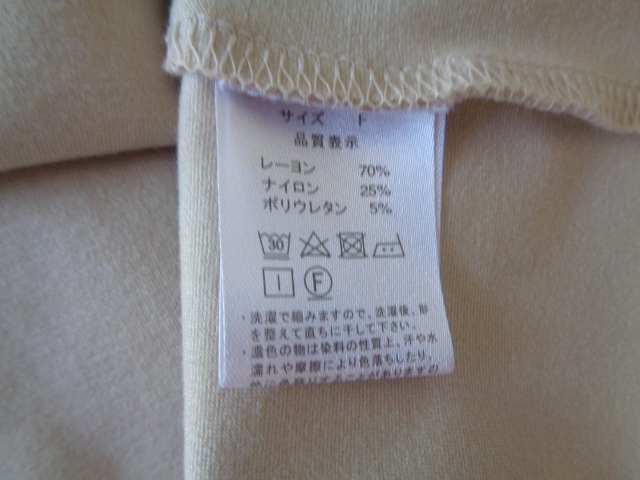 サイズ F
品質表示
レーヨン 70%
ナイロン 25%
ポリウレタン 5%
30
F
・洗濯で縮みますので、洗濯後、形
を整えて直ちに干して下さい。
・濃色の物は染料の性質上、汗や水
濡れや摩擦により色落ちしたり、